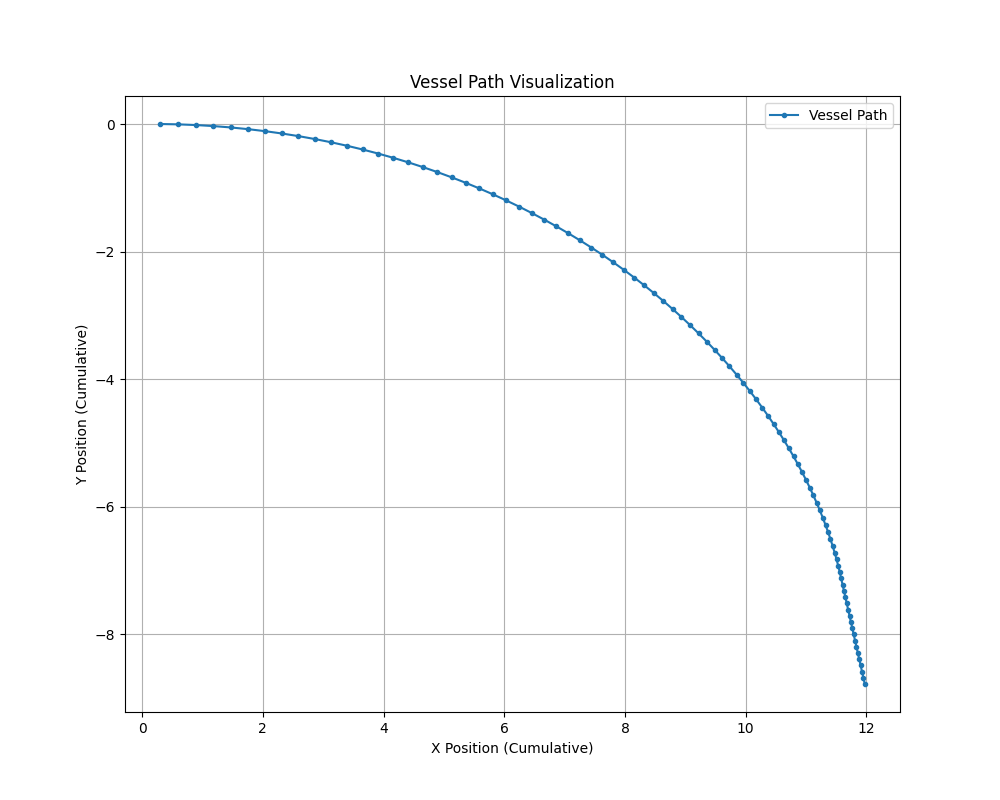 Vessel Path Visualization
Vessel Path
Y Position (Cumulative)
0
−2
−4
−6
−8
0 2 4 6 8 10 12
X Position (Cumulative)